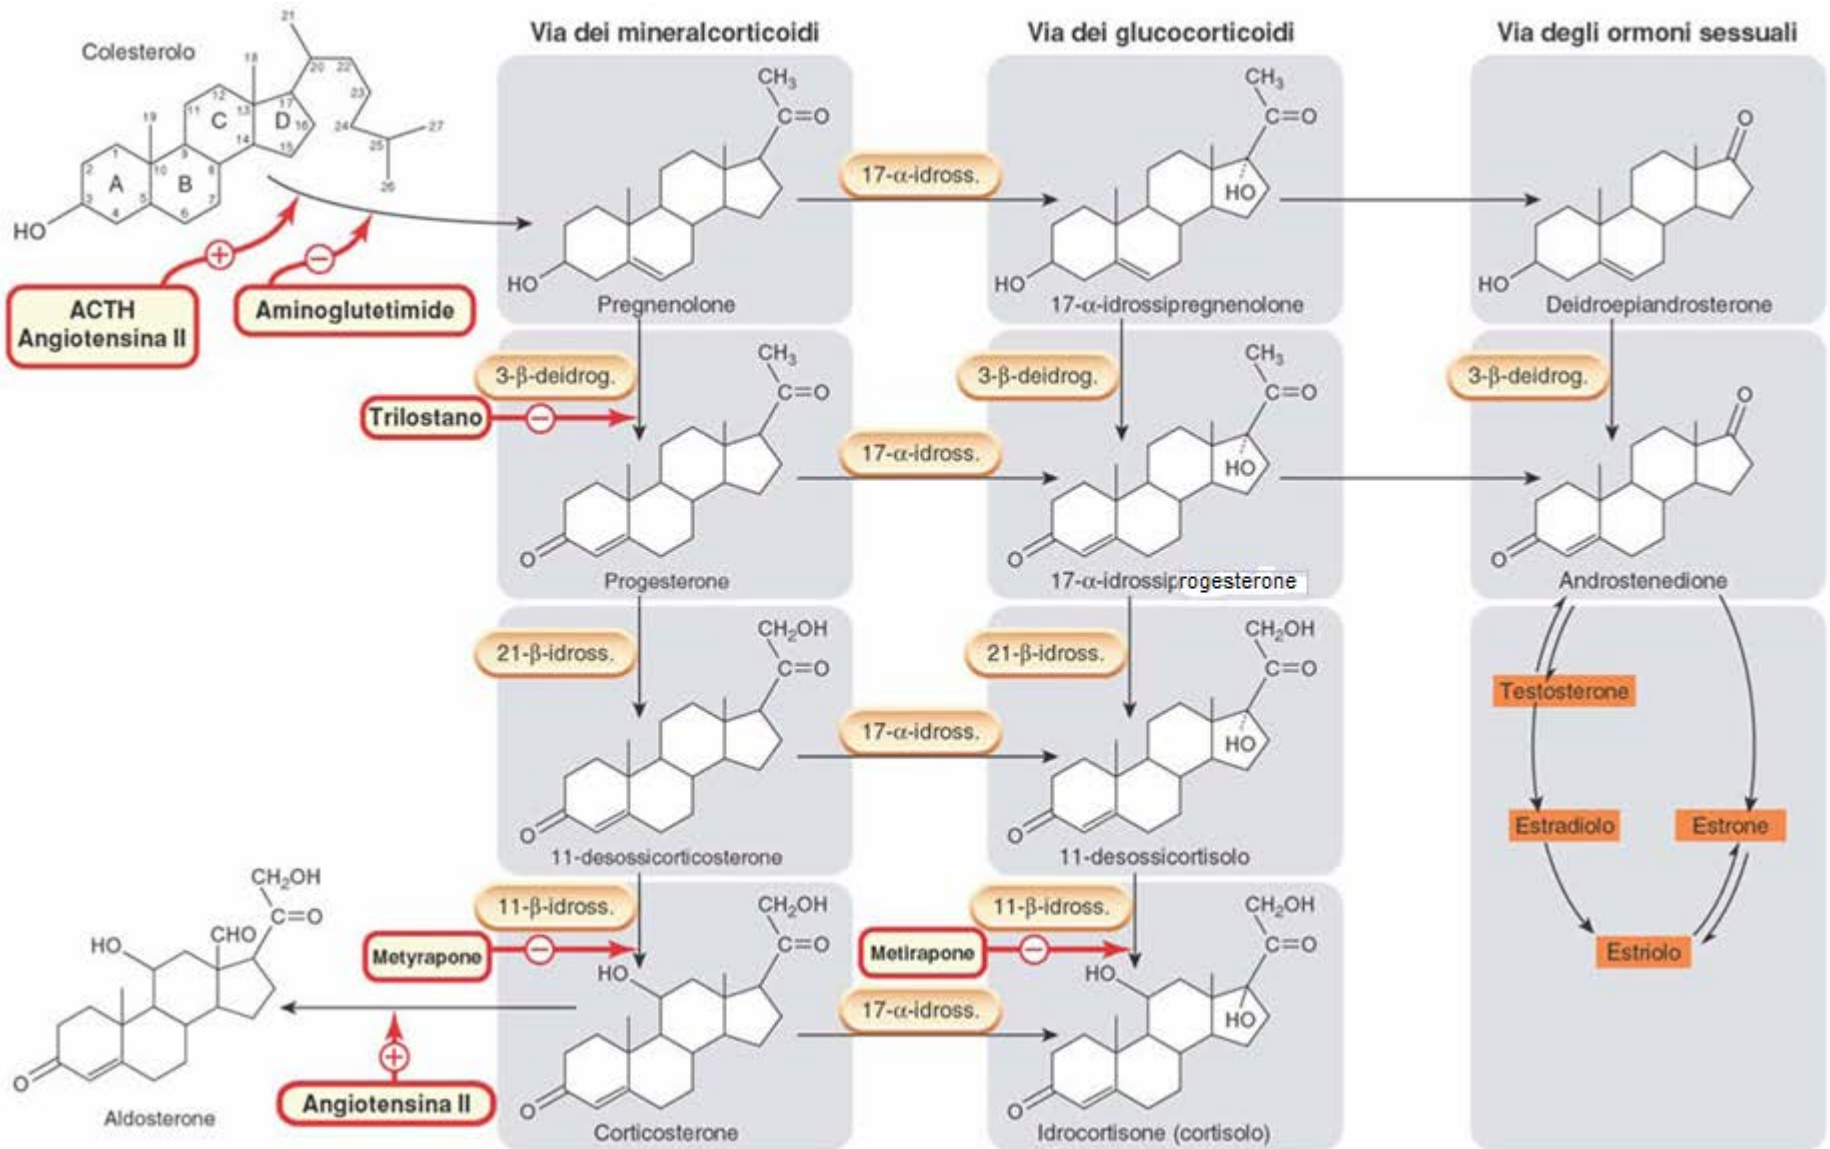 Via dei mineralcorticoidi
Via dei glucocorticoidi
Via degli ormoni sessuali
Colesterolo
21
18
20
22
12
17
23
11
C
13
D
16
24
27
19
14
15
25
1
9
2
10
8
26
A
B
3
5
7
4
6
HO
ACTH
Angiotensina II
+
−
Aminoglutetimide
CH3
C=O
HO
Pregnenolone
17-α-idross.
CH3
C=O
HO
HO
17-α-idrossipregnenolone
O
HO
Deidroepiandrosterone
3-β-deidrog.
Trilostano
−
3-β-deidrog.
3-β-deidrog.
CH3
C=O
O
Progesterone
17-α-idross.
CH3
C=O
HO
O
17-α-idrossiprogesterone
O
O
Androstenedione
21-β-idross.
21-β-idross.
CH2OH
C=O
O
11-desossicorticosterone
17-α-idross.
CH2OH
C=O
HO
O
11-desossicortisolo
Testosterone
Estradiolo
Estrone
Estriolo
11-β-idross.
Metyrapone
−
11-β-idross.
Metirapone
−
CH2OH
C=O
CHO
HO
O
Aldosterone
+
Angiotensina II
CH2OH
C=O
HO
O
Corticosterone
17-α-idross.
CH2OH
C=O
HO
HO
O
Idrocortisone (cortisolo)